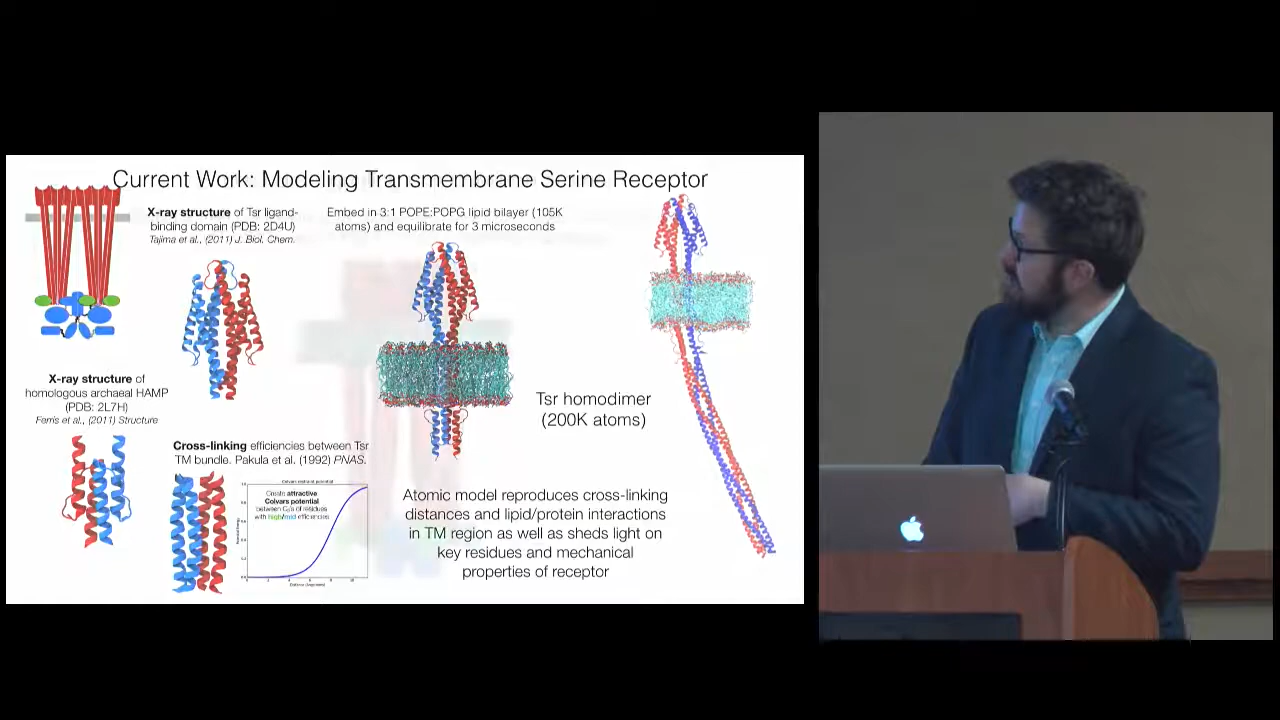 Current Work: Modeling Transmembrane Serine Receptor
X-ray structure of Tsr ligand-
binding domain (PDB: 2D4U)
Tajima et al., (2011) J. Biol. Chem.
Embed in 3:1 POPE:POPG lipid bilayer (105K
atoms) and equilibrate for 3 microseconds
X-ray structure of
homologous archaeal HAMP
(PDB: 2L7H)
Ferris et al., (2011) Structure
Cross-linking efficiencies between Tsr
TM bundle. Pakula et al. (1992) PNAS.
Create attractive
Colvars potential
between Cβ's of residues
with high/mid efficiencies
Tsr homodimer
(200K atoms)
Atomic model reproduces cross-linking
distances and lipid/protein interactions
in TM region as well as sheds light on
key residues and mechanical
properties of receptor